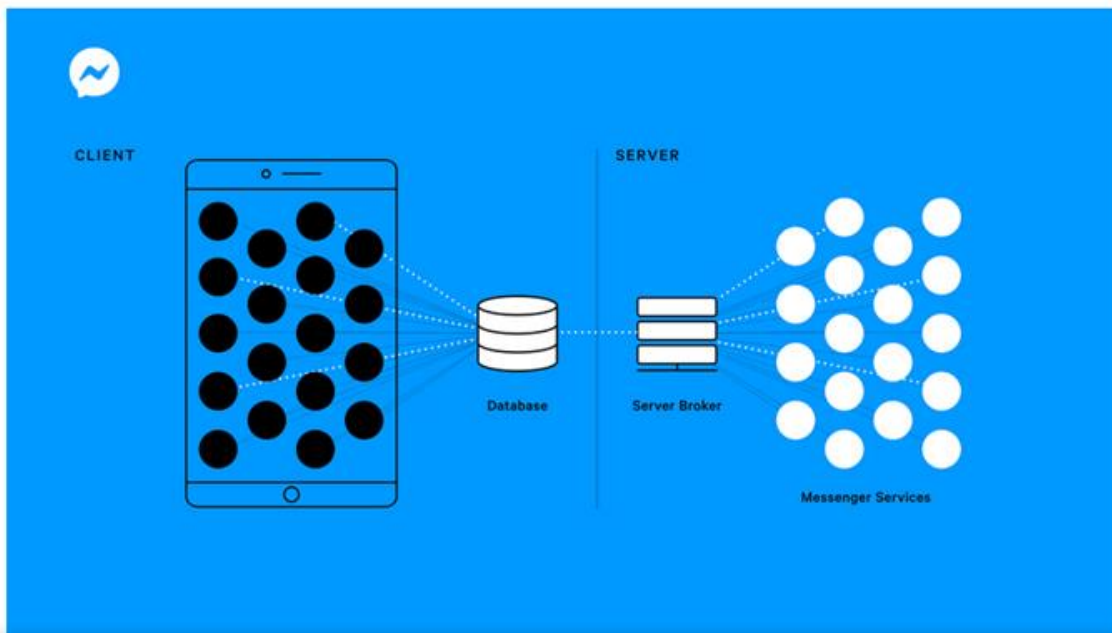 CLIENT
SERVER
Database
Server Broker
Messenger Services